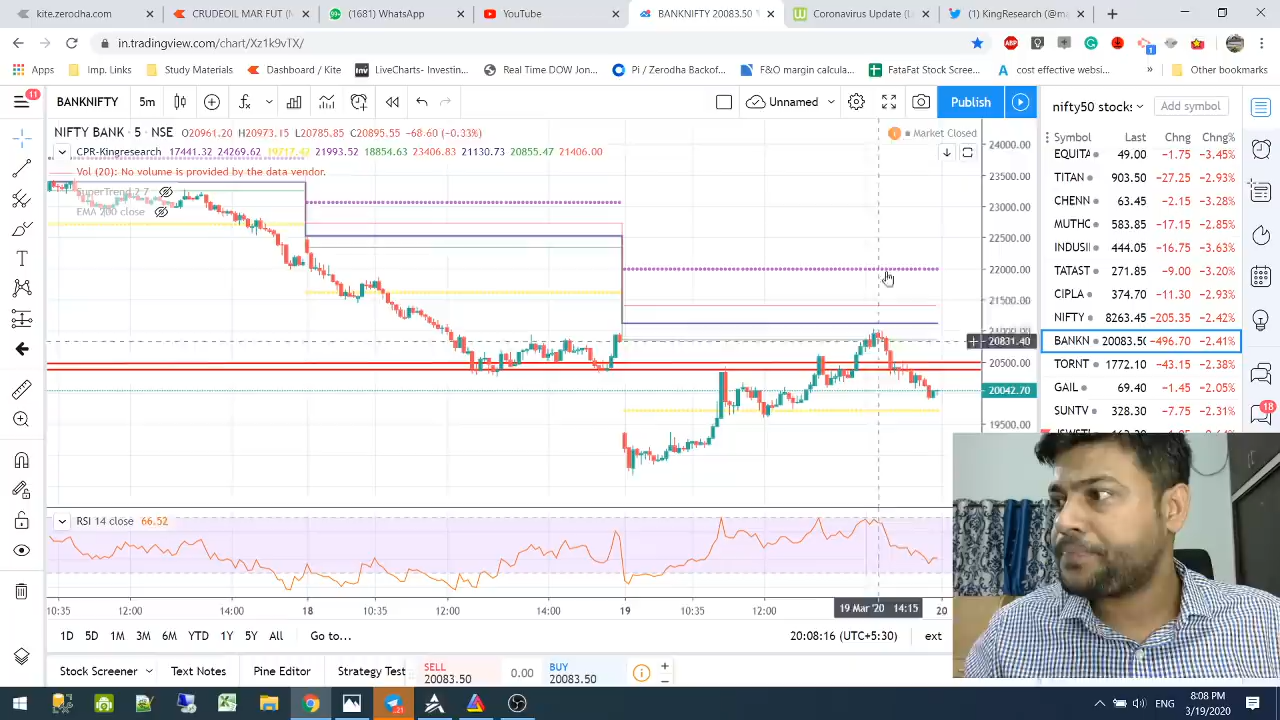 kite.zerodha.com
CRUDEOIL MAR FUT (N
(1681) WhatsApp
YouTube
BANKNIFTY 20083.50
Coronavirus Update (L
(1) KingResearch (@m
in.tradingview.com/chart/Xz1k9rTX/
Apps
Imp. Links
Study Materials
Dashboard / Kite
LiveCharts - Investin
Real Time DOW Jon
Pi / Zerodha Backof
F&O margin calcula
FataFat Stock Scree
cost effective websi
»
Other bookmarks
11
BANKNIFTY
5m
Unnamed
Publish
nifty50 stocks
Add symbol
NIFTY BANK · 5 · NSE
O20961.20 H20973.15 L20785.85 C20895.55 -68.60 (-0.33%)
Market Closed
CPR-Kingresearch 17441.32 24269.62 19717.42 21993.52 18854.63 23406.83 21130.73 20855.47 21406.00
Vol (20): No volume is provided by the data vendor.
SuperTrend 2 7
EMA 200 close
24000.00
23500.00
23000.00
22500.00
22000.00
21500.00
21000.00
20831.40
20500.00
20042.70
19500.00
Symbol Last Chng Chng%
EQUITA 49.00 -1.75 -3.45%
TITAN 903.50 -27.25 -2.93%
CHENN 63.45 -2.15 -3.28%
MUTHO 583.85 -17.15 -2.85%
INDUSI 444.05 -16.75 -3.63%
TATAST 271.85 -9.00 -3.20%
CIPLA 374.70 -11.30 -2.93%
NIFTY 8263.45 -205.35 -2.42%
BANKN 20083.50 -496.70 -2.41%
TORNT 1772.10 -43.15 -2.38%
GAIL 69.40 -1.45 -2.05%
SUNTV 328.30 -7.75 -2.31%
18
RSI 14 close 66.52
10:35 12:00 14:00 18 10:35 12:00 14:00 19 10:35 12:00 19 Mar '20 14:15 20
1D 5D 1M 3M 6M YTD 1Y 5Y All Go to...
20:08:16 (UTC+5:30)
ext
Stock Screener
Text Notes
Pine Editor
Strategy Test
SELL
20083.50
0.00
BUY
20083.50
21
ENG
8:08 PM
3/19/2020